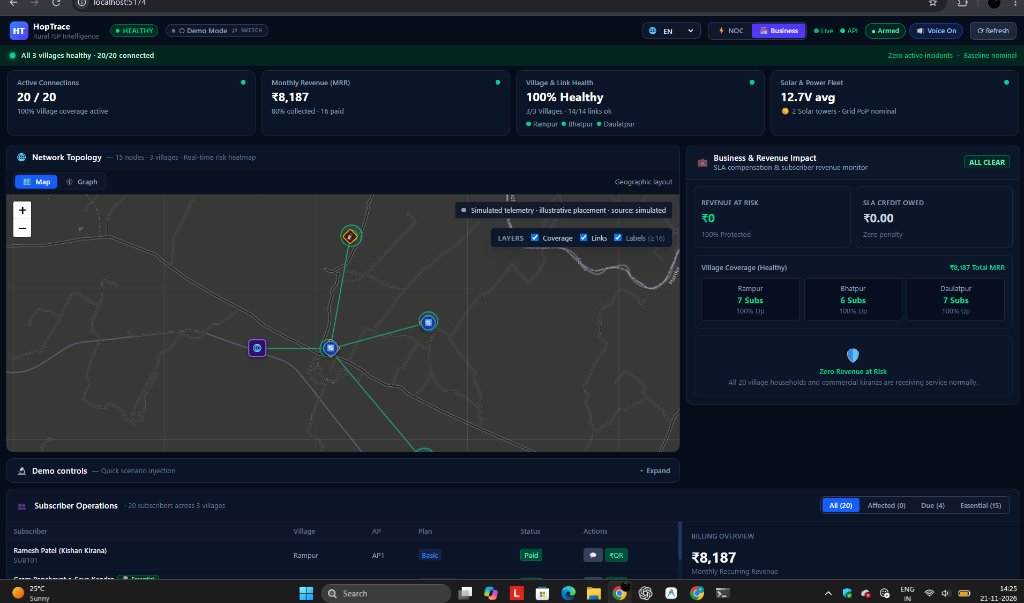 localhost:5174
HT
HopTrace
Rural ISP Intelligence
HEALTHY
Demo Mode
SWITCH
EN
NOC
Business
Live
API
Armed
Voice On
Refresh
All 3 villages healthy · 20/20 connected
Zero active incidents · Baseline nominal
Active Connections
20 / 20
100% Village coverage active
Monthly Revenue (MRR)
₹8,187
80% collected · 16 paid
Village & Link Health
100% Healthy
3/3 Villages · 14/14 links ok
Rampur
Bhatpur
Daulatpur
Solar & Power Fleet
12.7V avg
2 Solar towers · Grid PoP nominal
Network Topology — 15 nodes · 3 villages · Real-time risk heatmap
Map
Graph
Geographic layout
+
−
Simulated telemetry · illustrative placement · source: simulated
LAYERS
Coverage
Links
Labels (≥16)
Business & Revenue Impact
SLA compensation & subscriber revenue monitor
ALL CLEAR
REVENUE AT RISK
₹0
100% Protected
SLA CREDIT OWED
₹0.00
Zero penalty
Village Coverage (Healthy)
₹8,187 Total MRR
Rampur
7 Subs
100% Up
Bhatpur
6 Subs
100% Up
Daulatpur
7 Subs
100% Up
Zero Revenue at Risk
All 20 village households and commercial kiranas are receiving service normally.
Demo controls — Quick scenario injection
Expand
Subscriber Operations · 20 subscribers across 3 villages
All (20)
Affected (0)
Due (4)
Essential (15)
Subscriber
Village
AP
Plan
Status
Actions
Ramesh Patel (Kishan Kirana)
SUB101
Rampur
AP1
Basic
Paid
QR
BILLING OVERVIEW
₹8,187
Monthly Recurring Revenue
25°C
Sunny
Search
L
ENG
IN
14:25
21-11-2026